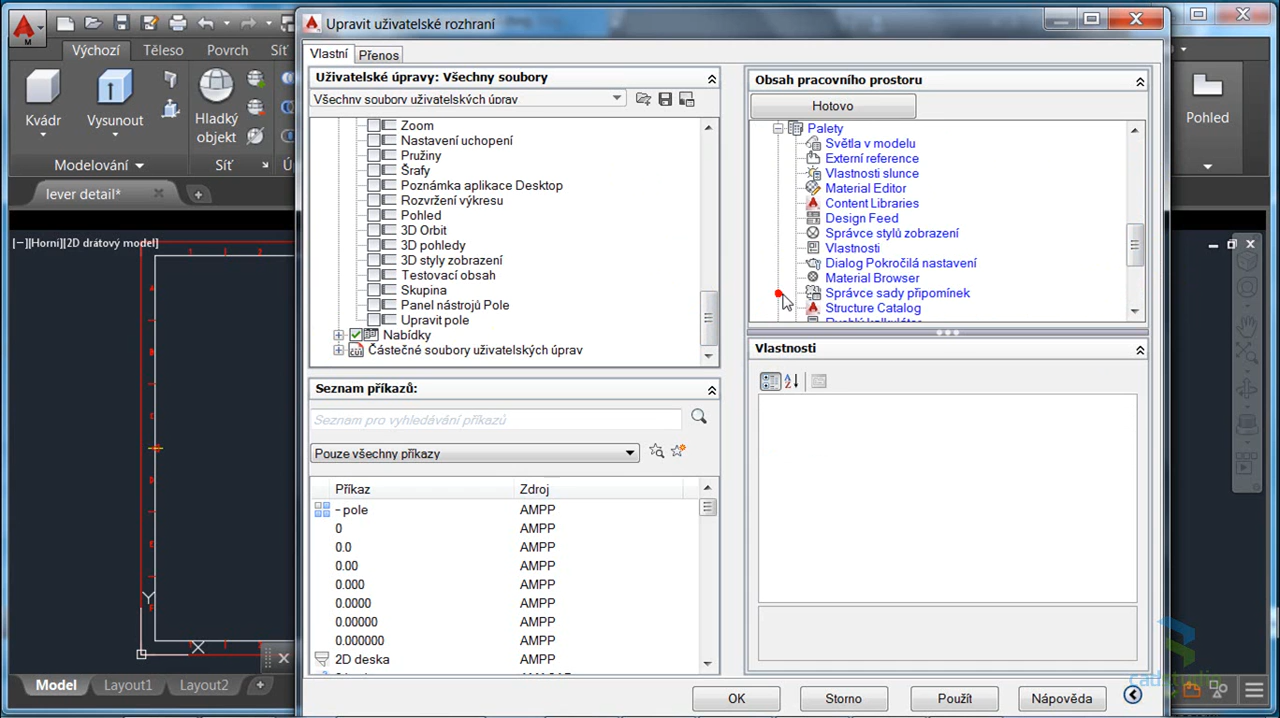 Upravit uživatelské rozhraní
M
Výchozí
Těleso
Povrch
Síť
Kvádr
Vysunout
Hladký
objekt
Modelování
Síť
Pohled
lever detail*
[−][Horní][2D drátový model]
Y
X
Model
Layout1
Layout2
Vlastní
Přenos
Uživatelské úpravy: Všechny soubory
Všechny soubory uživatelských úprav
Zoom
Nastavení uchopení
Pružiny
Šrafy
Poznámka aplikace Desktop
Rozvržení výkresu
Pohled
3D Orbit
3D pohledy
3D styly zobrazení
Testovací obsah
Skupina
Panel nástrojů Pole
Upravit pole
Nabídky
Částečné soubory uživatelských úprav
Seznam příkazů:
Seznam pro vyhledávání příkazů
Pouze všechny příkazy
Příkaz Zdroj
- pole AMPP
0 AMPP
0.0 AMPP
0.00 AMPP
0.000 AMPP
0.0000 AMPP
0.00000 AMPP
0.000000 AMPP
2D deska AMPP
Obsah pracovního prostoru
Hotovo
Palety
Světla v modelu
Externí reference
Vlastnosti slunce
Material Editor
Content Libraries
Design Feed
Správce stylů zobrazení
Vlastnosti
Dialog Pokročilá nastavení
Material Browser
Správce sady připomínek
Structure Catalog
Rychlý kalkulátor
Vlastnosti
OK
Storno
Použít
Nápověda